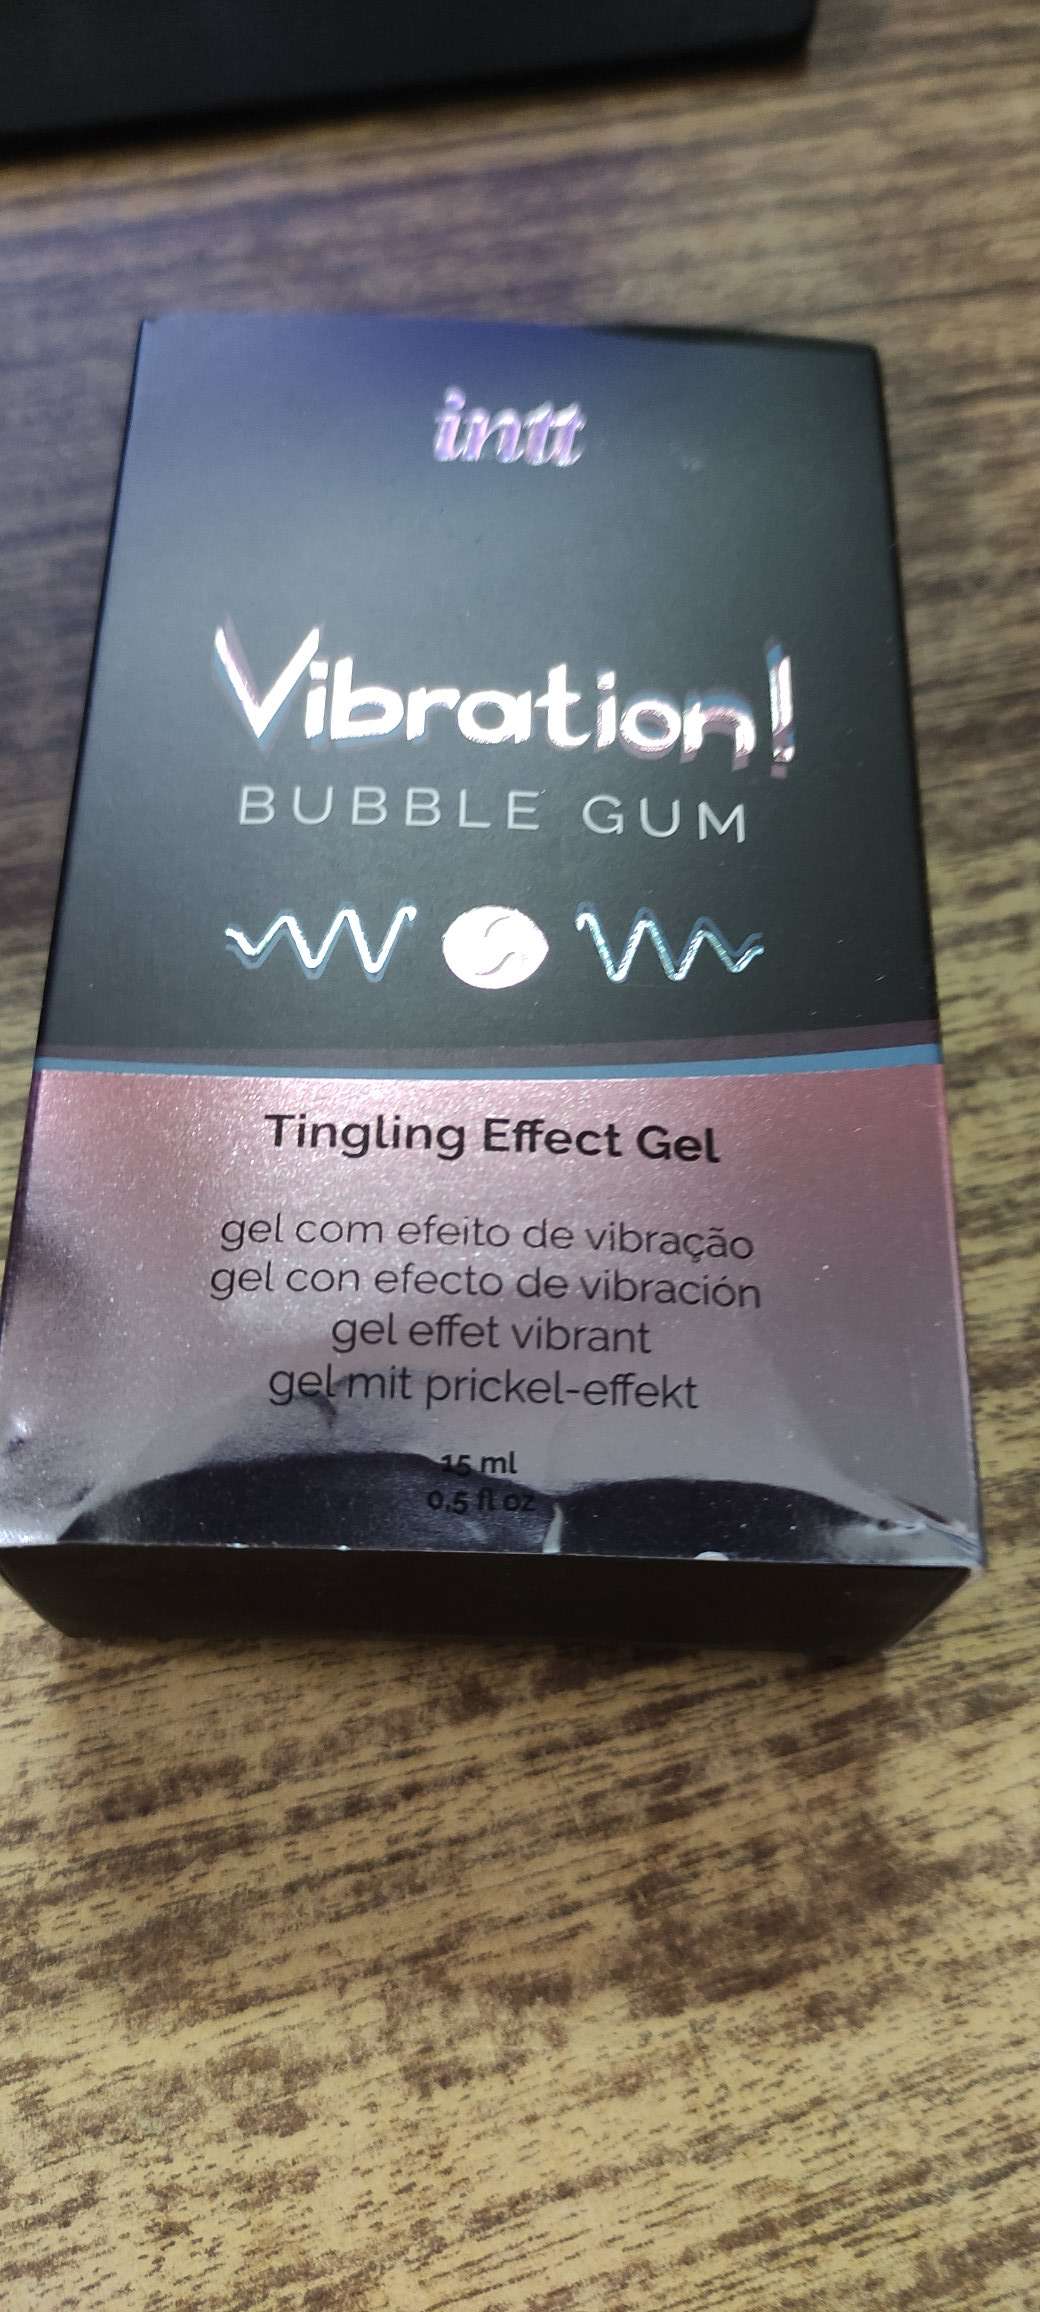 intt
Vibration!
BUBBLE GUM
Tingling Effect Gel
gel com efeito de vibração
gel con efecto de vibración
gel effet vibrant
gel mit prickel-effekt
15 ml
0,5 fl oz